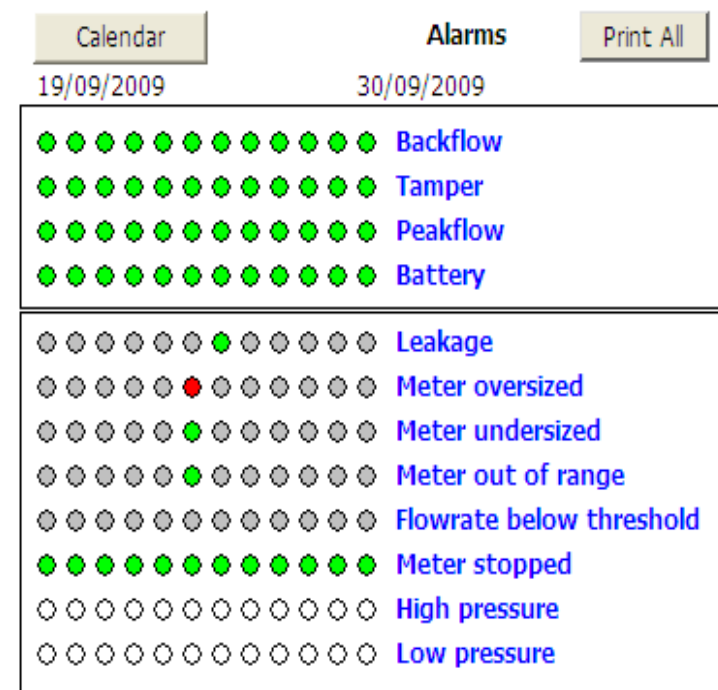 Calendar Alarms Print All
19/09/2009 30/09/2009
Backflow
Tamper
Peakflow
Battery
Leakage
Meter oversized
Meter undersized
Meter out of range
Flowrate below threshold
Meter stopped
High pressure
Low pressure